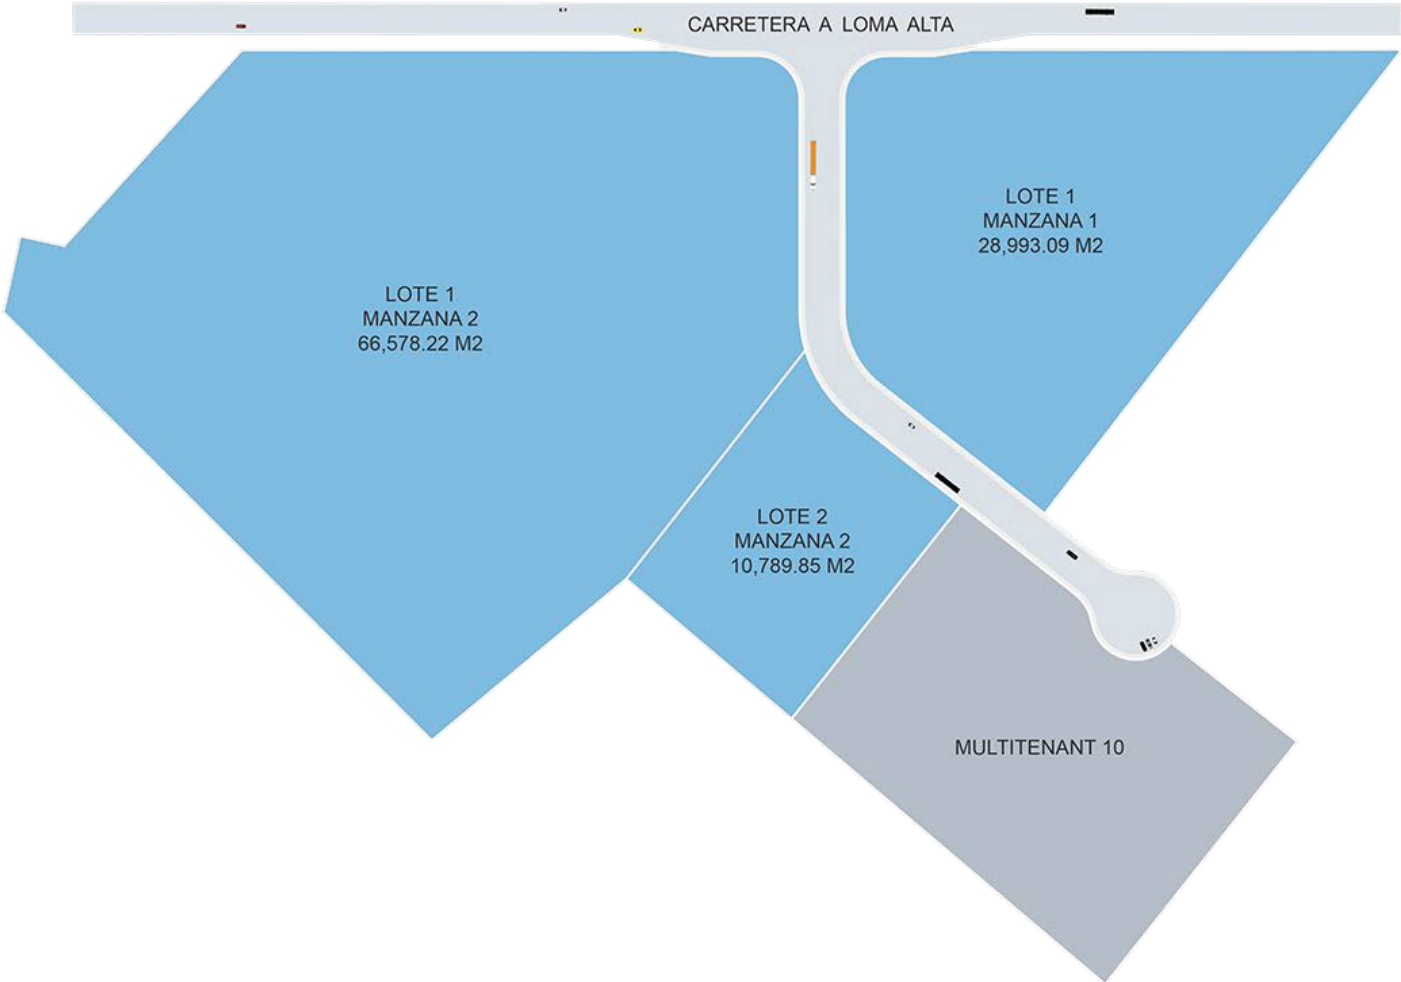 CARRETERA A LOMA ALTA
LOTE 1
MANZANA 1
28,993.09 M2
LOTE 1
MANZANA 2
66,578.22 M2
LOTE 2
MANZANA 2
10,789.85 M2
MULTITENANT 10